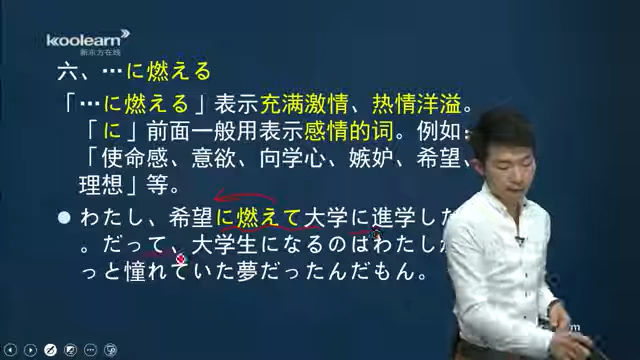 koolearn
新东方在线
六、…に燃える
「…に燃える」表示充满激情、热情洋溢。
「に」前面一般用表示感情的词。例如:
「使命感、意欲、向学心、嫉妒、希望、
理想」等。
わたし、希望に燃えて大学に進学した
。だって、大学生になるのはわたしが
っと憧れていた夢だったんだもん。